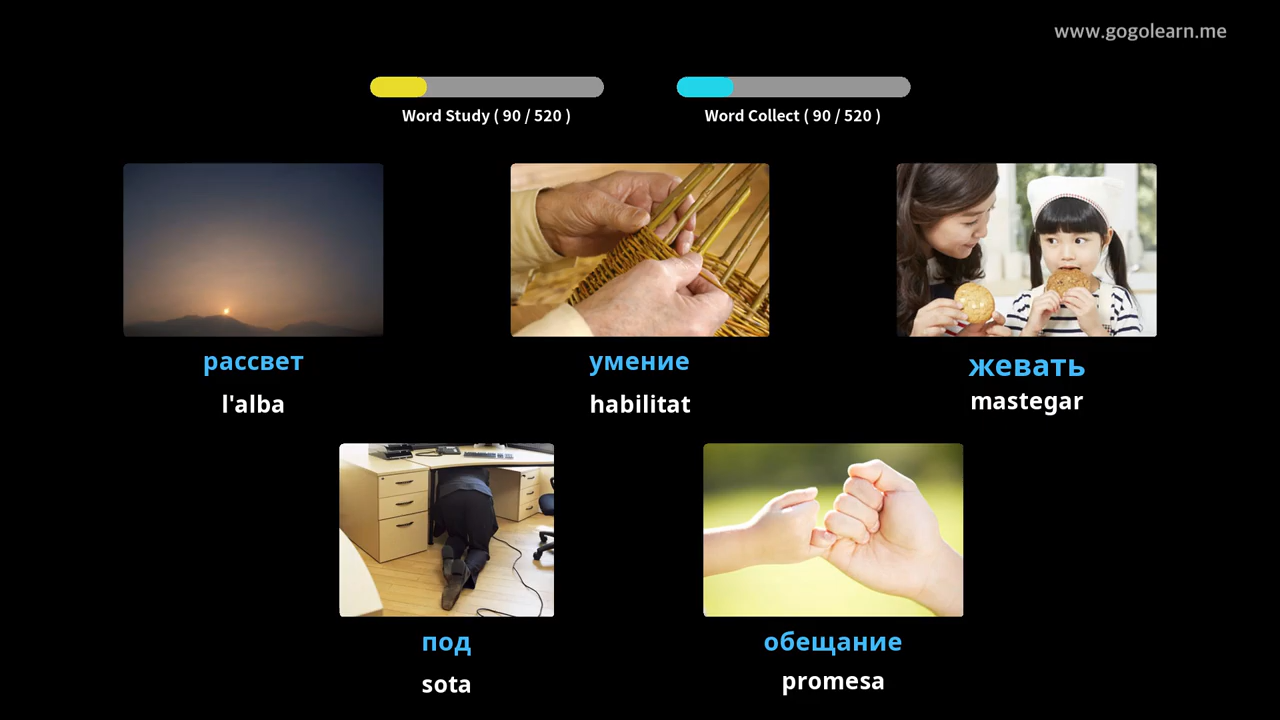 www.gogolearn.me
Word Study ( 90 / 520 )
Word Collect ( 90 / 520 )
рассвет
l'alba
умение
habilitat
жевать
mastegar
под
sota
обещание
promesa